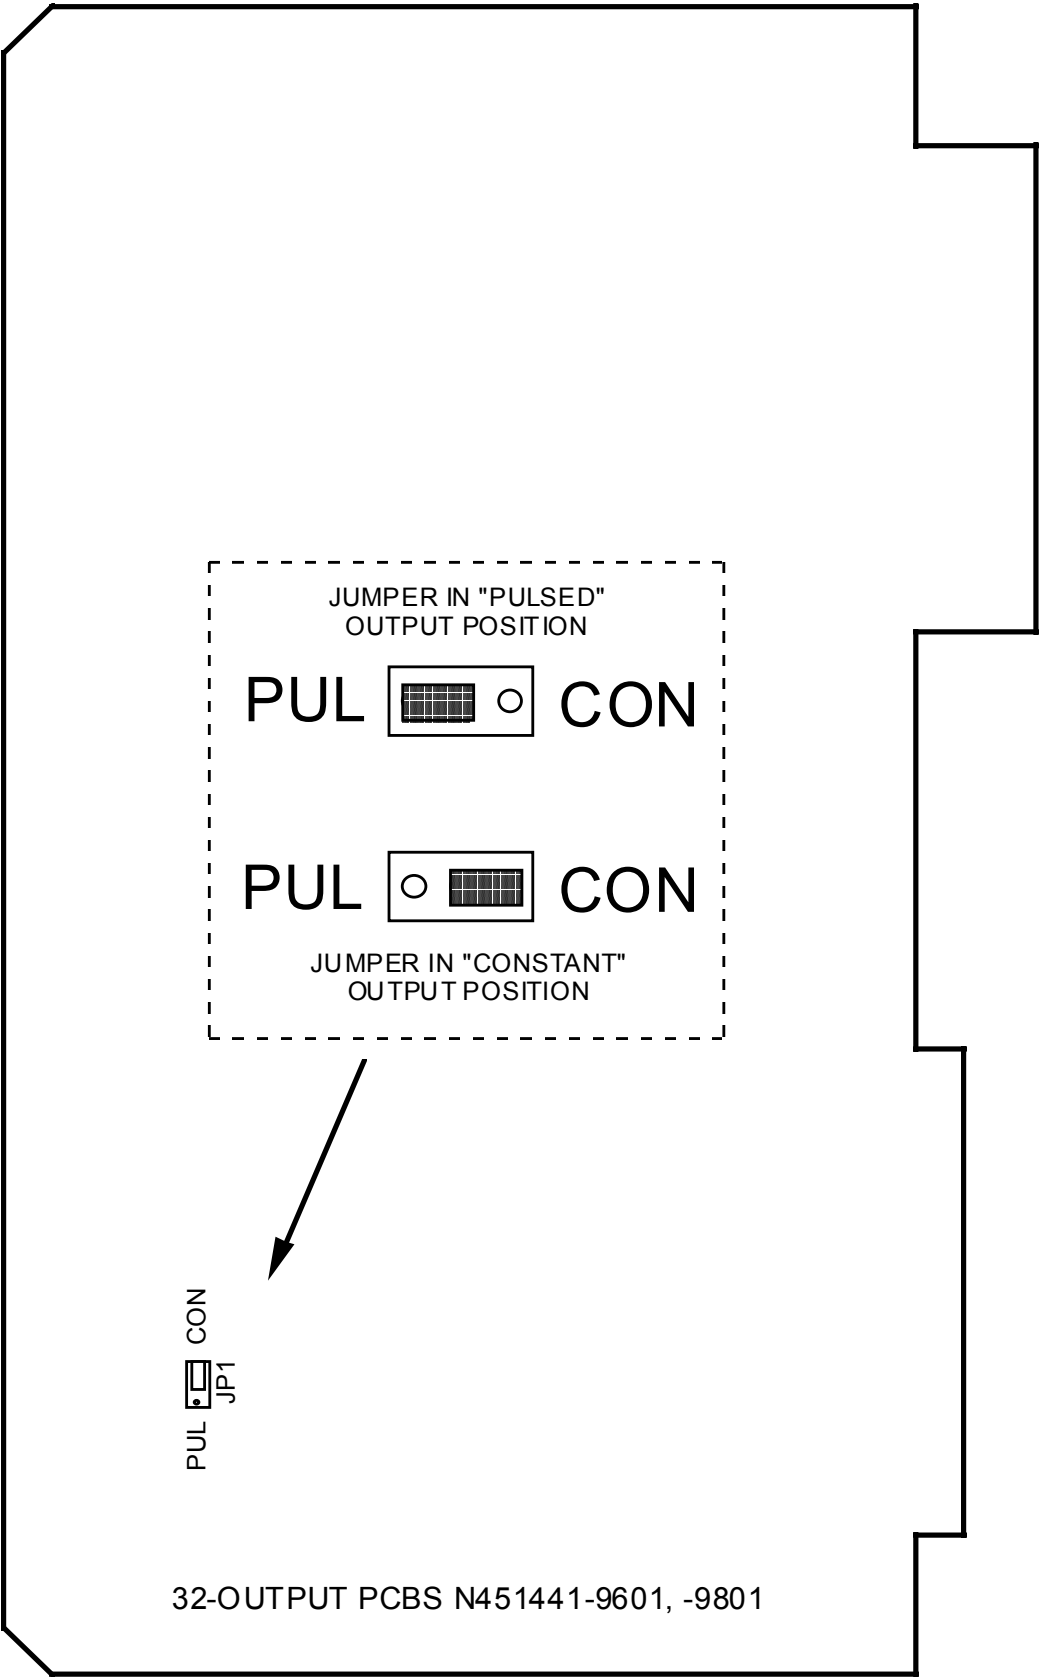 JUMPER IN "PULSED"
OUTPUT POSITION
PUL CON
PUL CON
JUMPER IN "CONSTANT"
OUTPUT POSITION
CON
JP1
PUL
32-OUTPUT PCBS N451441-9601, -9801